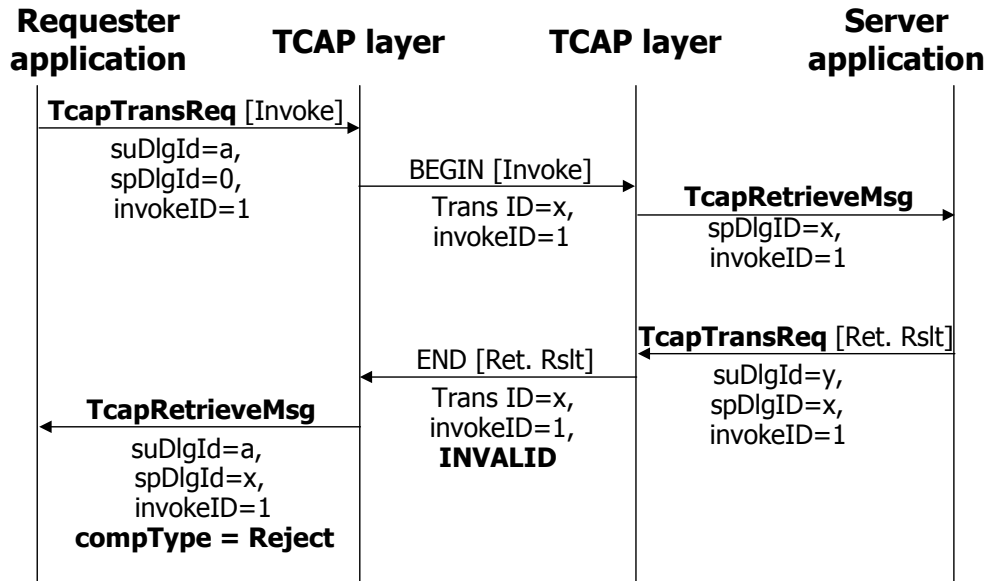 Requester
application
TCAP layer
TCAP layer
Server
application
TcapTransReq [Invoke]
suDlgId=a,
spDlgId=0,
invokeID=1
BEGIN [Invoke]
Trans ID=x,
invokeID=1
TcapRetrieveMsg
spDlgID=x,
invokeID=1
TcapTransReq [Ret. Rslt]
suDlgId=y,
spDlgID=x,
invokeID=1
END [Ret. Rslt]
Trans ID=x,
invokeID=1,
INVALID
TcapRetrieveMsg
suDlgId=a,
spDlgId=x,
invokeID=1
compType = Reject